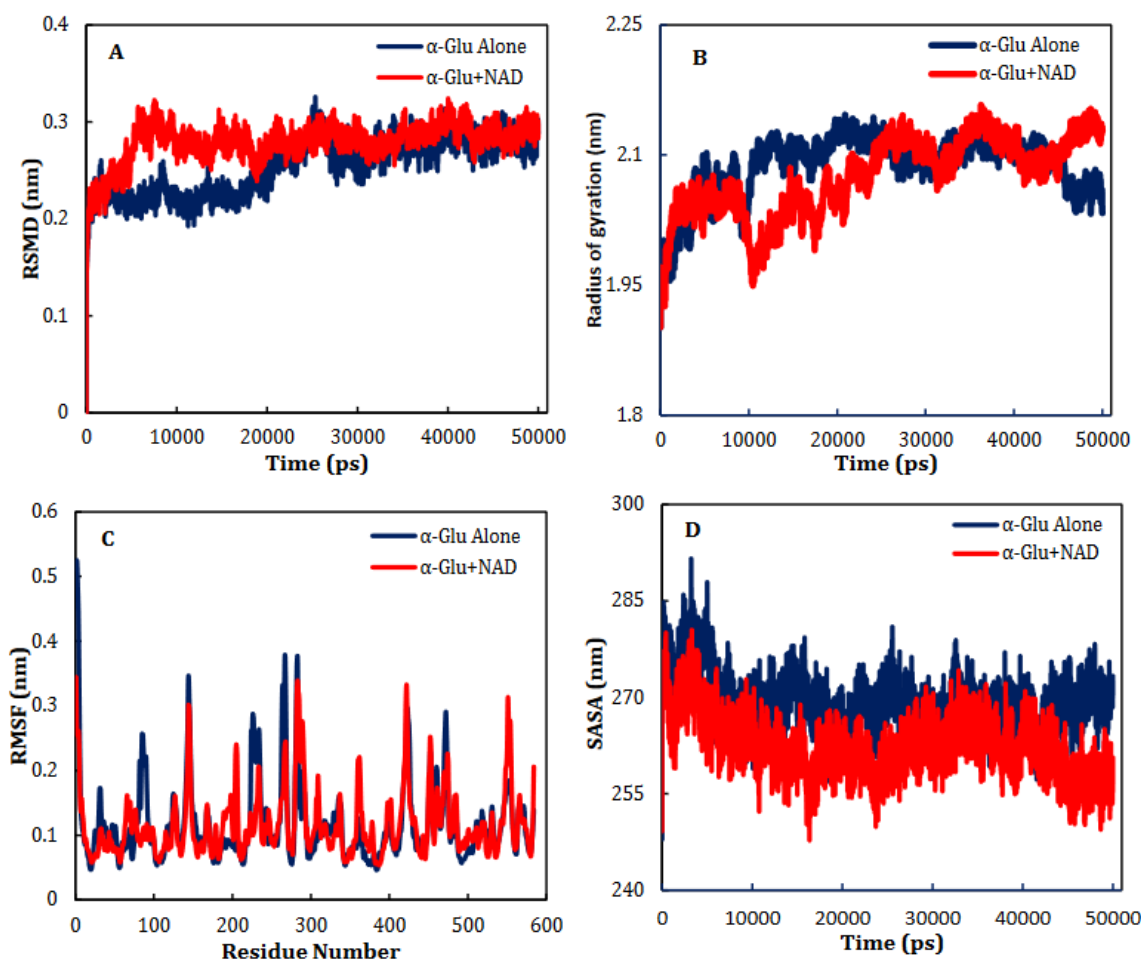 A
α-Glu Alone
α-Glu+NAD
RSMD (nm)
0.4
0.3
0.2
0.1
0
0 10000 20000 30000 40000 50000
Time (ps)
B
α-Glu Alone
α-Glu+NAD
Radius of gyration (nm)
2.25
2.1
1.95
1.8
0 10000 20000 30000 40000 50000
Time (ps)
C
α-Glu Alone
α-Glu+NAD
RMSF (nm)
0.6
0.5
0.4
0.3
0.2
0.1
0
0 100 200 300 400 500 600
Residue Number
D
α-Glu Alone
α-Glu+NAD
SASA (nm)
300
285
270
255
240
0 10000 20000 30000 40000 50000
Time (ps)